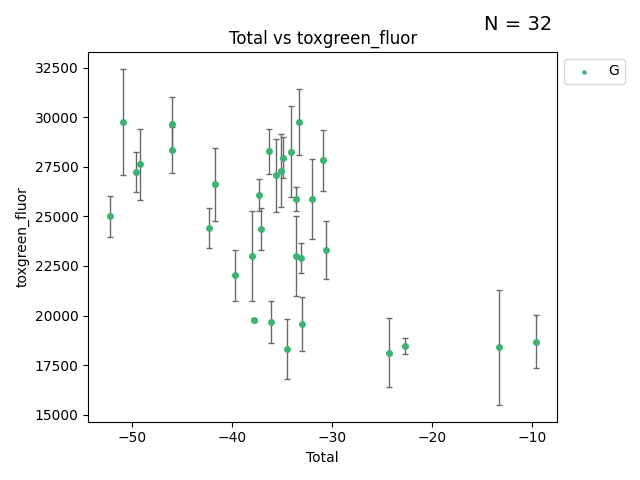 N = 32
Total vs toxgreen_fluor
G
32500
30000
27500
25000
22500
20000
17500
15000
toxgreen_fluor
−50 −40 −30 −20 −10
Total